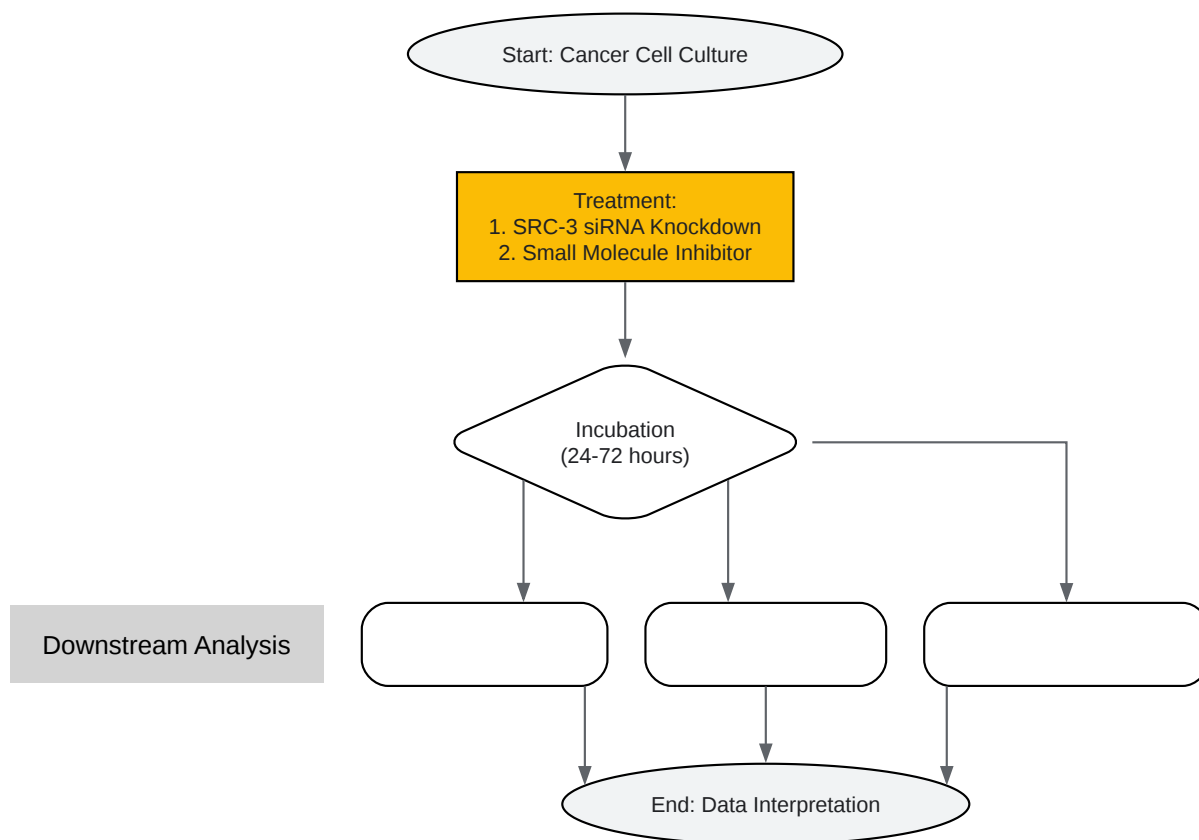 Start: Cancer Cell Culture
Treatment:
1. SRC-3 siRNA Knockdown
2. Small Molecule Inhibitor
Incubation
(24-72 hours)
Downstream Analysis
End: Data Interpretation